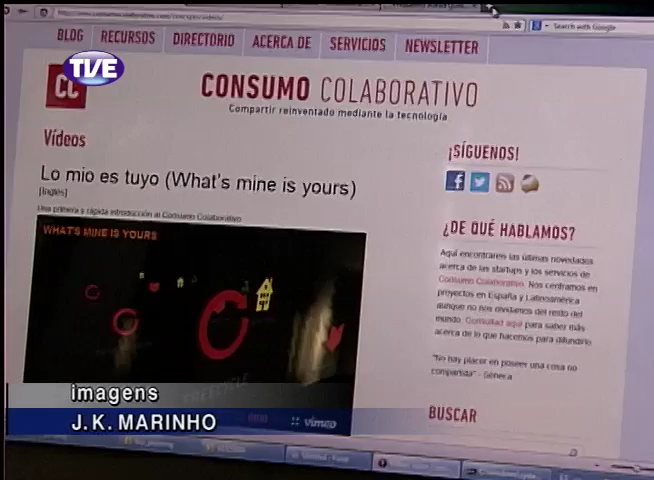 Search with Google
BLOG RECURSOS DIRECTORIO ACERCA DE SERVICIOS NEWSLETTER
TVE
CC
CONSUMO COLABORATIVO
Compartir reinventado mediante la tecnología
Vídeos
¡SÍGUENOS!
Lo mio es tuyo (What's mine is yours)
[Inglés]
Una primera y rápida introducción al Consumo Colaborativo
WHAT'S MINE IS YOURS
¿DE QUÉ HABLAMOS?
Aquí encontrareis las últimas novedades
acerca de las startups y los servicios de
Consumo Colaborativo. Nos centramos en
proyectos en España y Latinoamérica
aunque no nos olvidamos del resto del
mundo. Consultad aquí para saber más
acerca de lo que hacemos para difundirlo
"No hay placer en poseer una cosa no
compartida" - Séneca
BUSCAR
vimeo
imagens
J.K. MARINHO